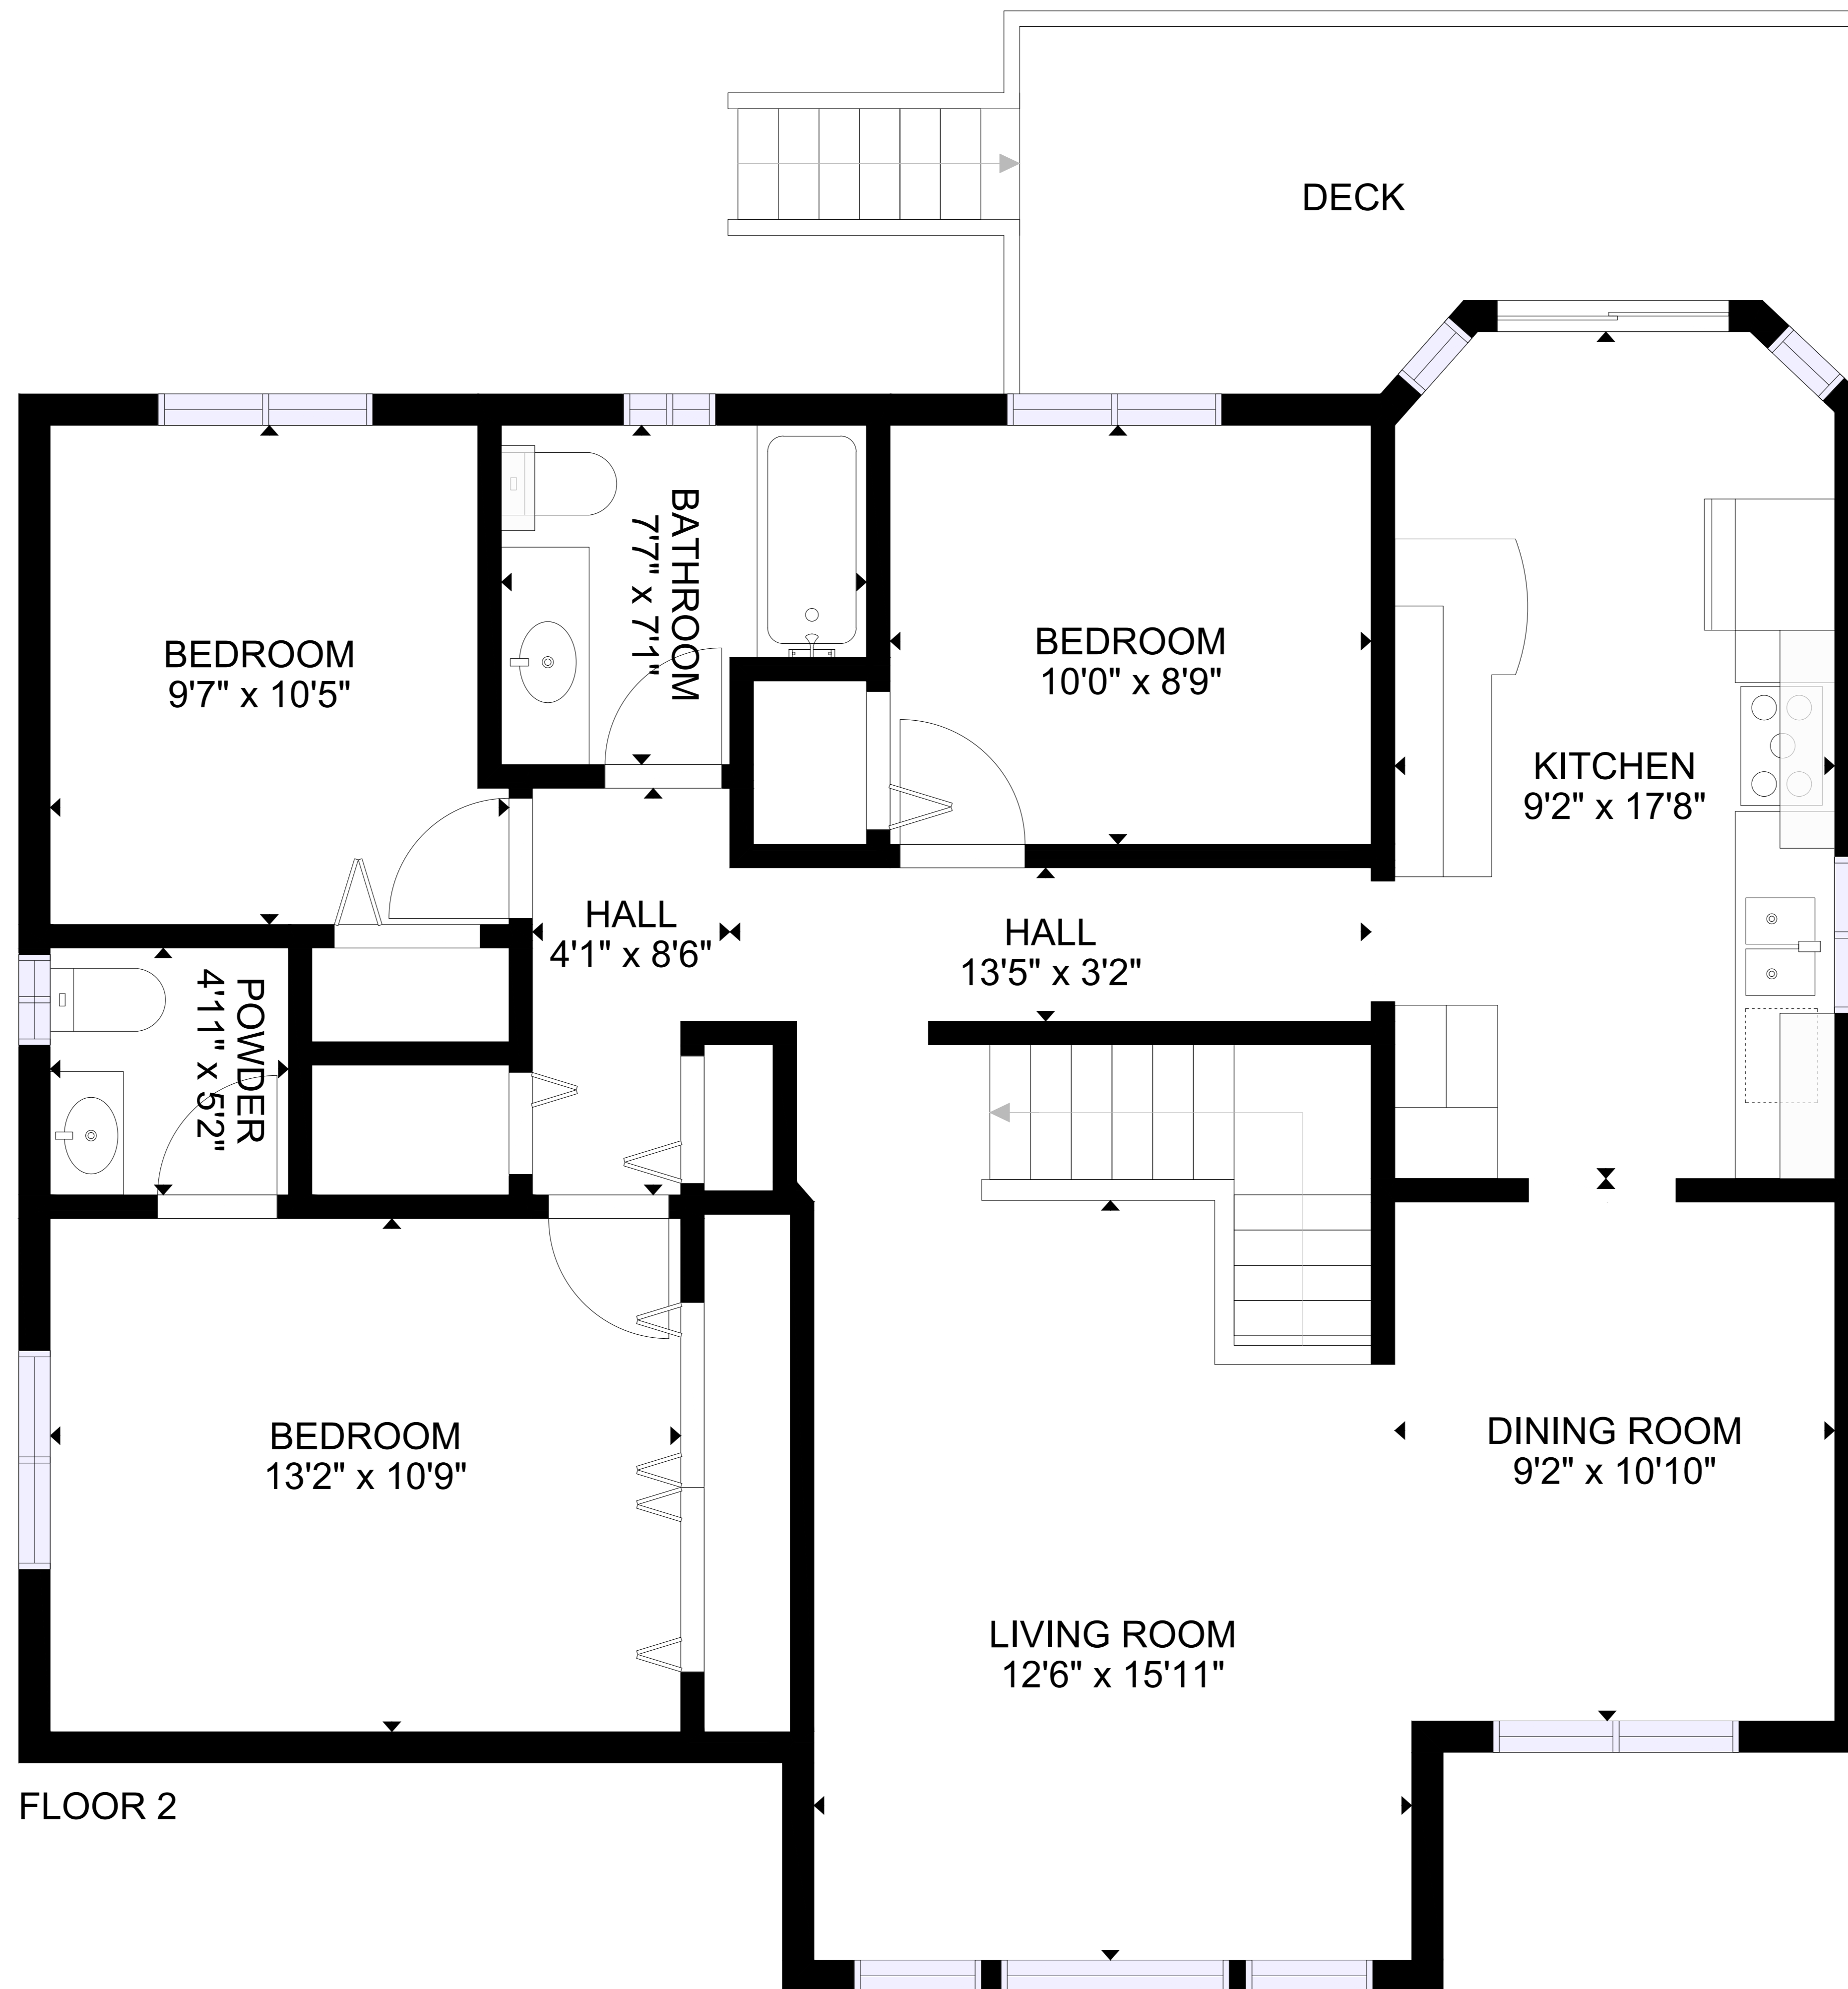 DECK
BEDROOM
9'7" x 10'5"
BATHROOM
7'7" x 7'1"
BEDROOM
10'0" x 8'9"
KITCHEN
9'2" x 17'8"
HALL
4'1" x 8'6"
HALL
13'5" x 3'2"
POWDER
4'11" x 5'2"
BEDROOM
13'2" x 10'9"
DINING ROOM
9'2" x 10'10"
LIVING ROOM
12'6" x 15'11"
FLOOR 2